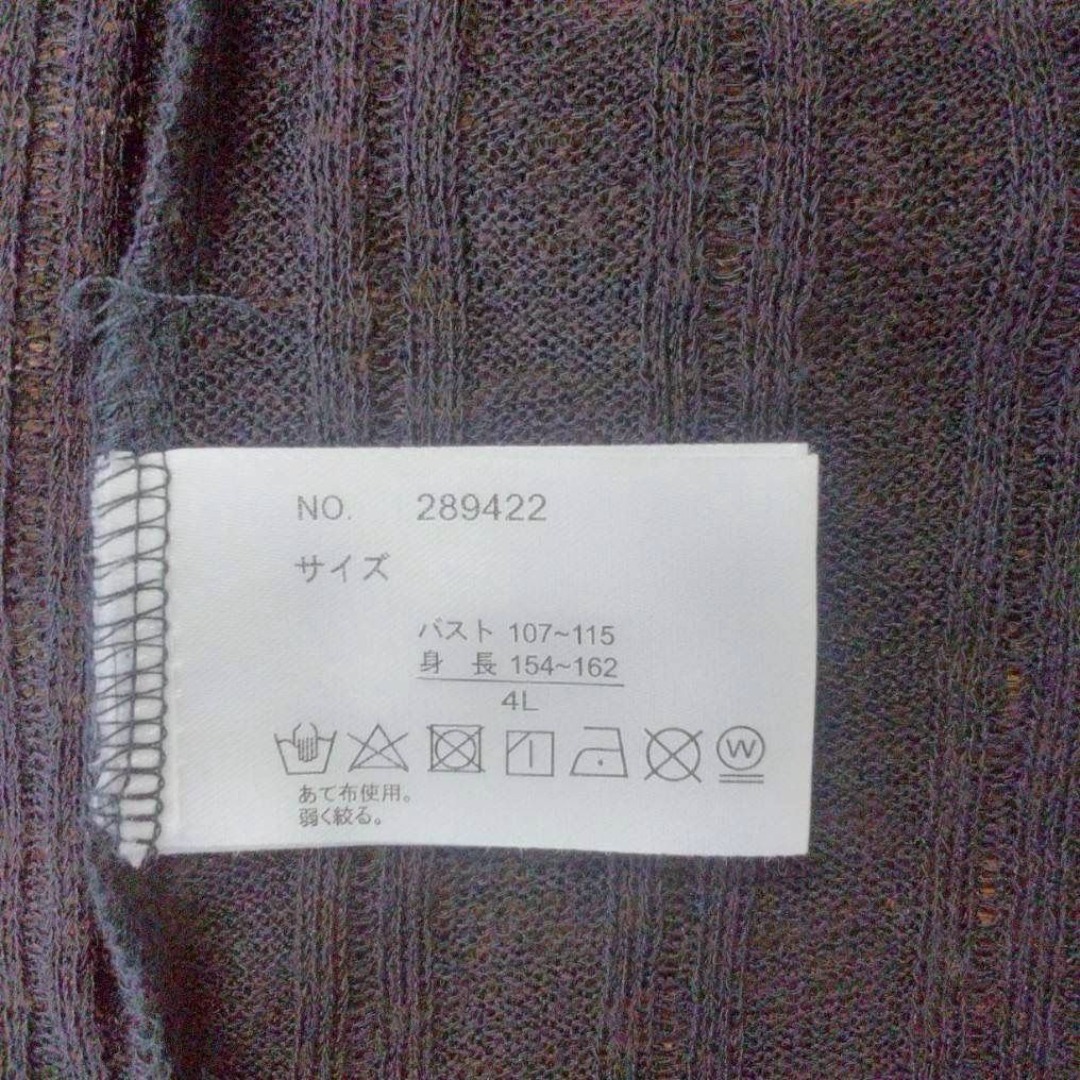 NO. 289422
サイズ
バスト 107~115
身 長 154~162
4L
W
あて布使用。
弱く絞る。